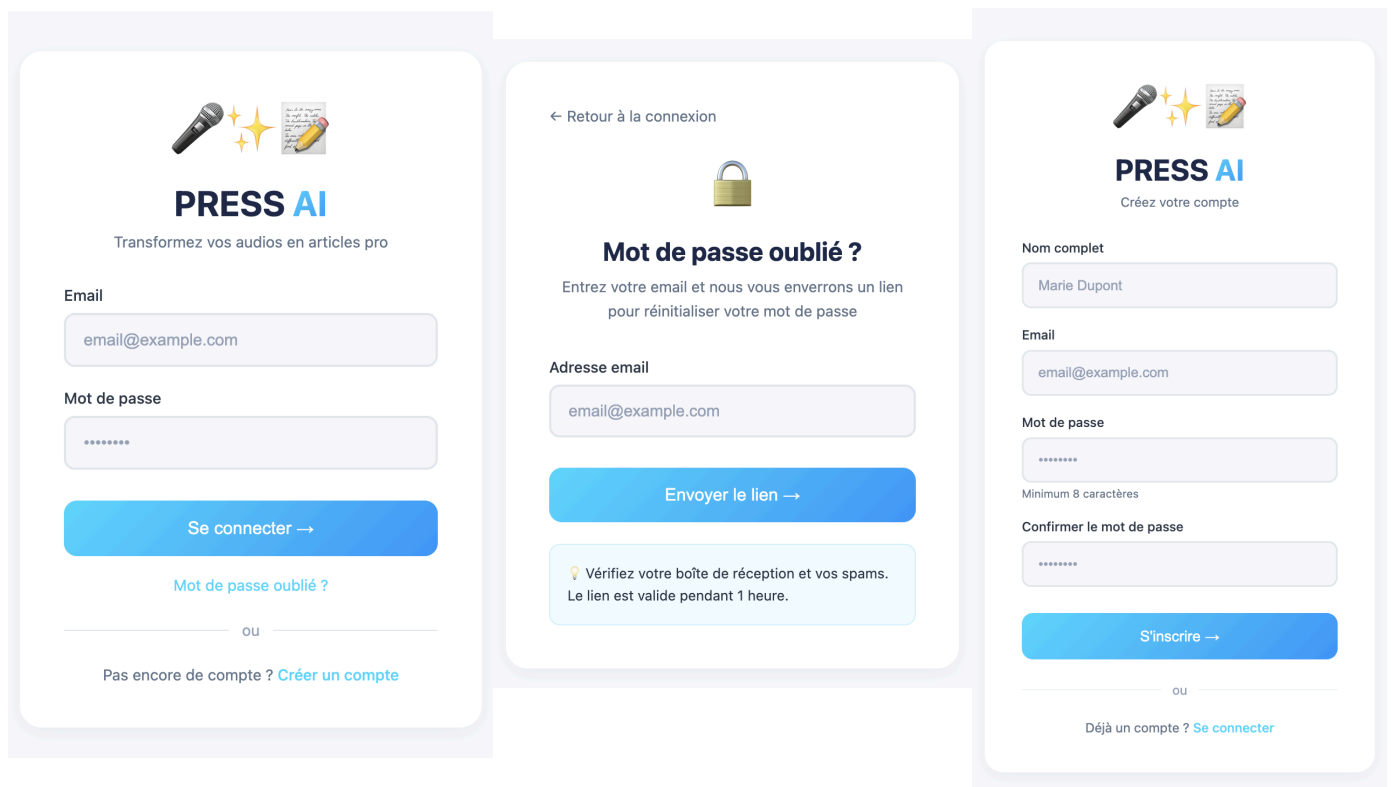 PRESS AI
Transformez vos audios en articles pro
Email
email@example.com
Mot de passe
••••••••
Se connecter →
Mot de passe oublié ?
ou
Pas encore de compte ? Créer un compte
← Retour à la connexion
Mot de passe oublié ?
Entrez votre email et nous vous enverrons un lien
pour réinitialiser votre mot de passe
Adresse email
email@example.com
Envoyer le lien →
💡 Vérifiez votre boîte de réception et vos spams.
Le lien est valide pendant 1 heure.
PRESS AI
Créez votre compte
Nom complet
Marie Dupont
Email
email@example.com
Mot de passe
••••••••
Minimum 8 caractères
Confirmer le mot de passe
••••••••
S'inscrire →
ou
Déjà un compte ? Se connecter